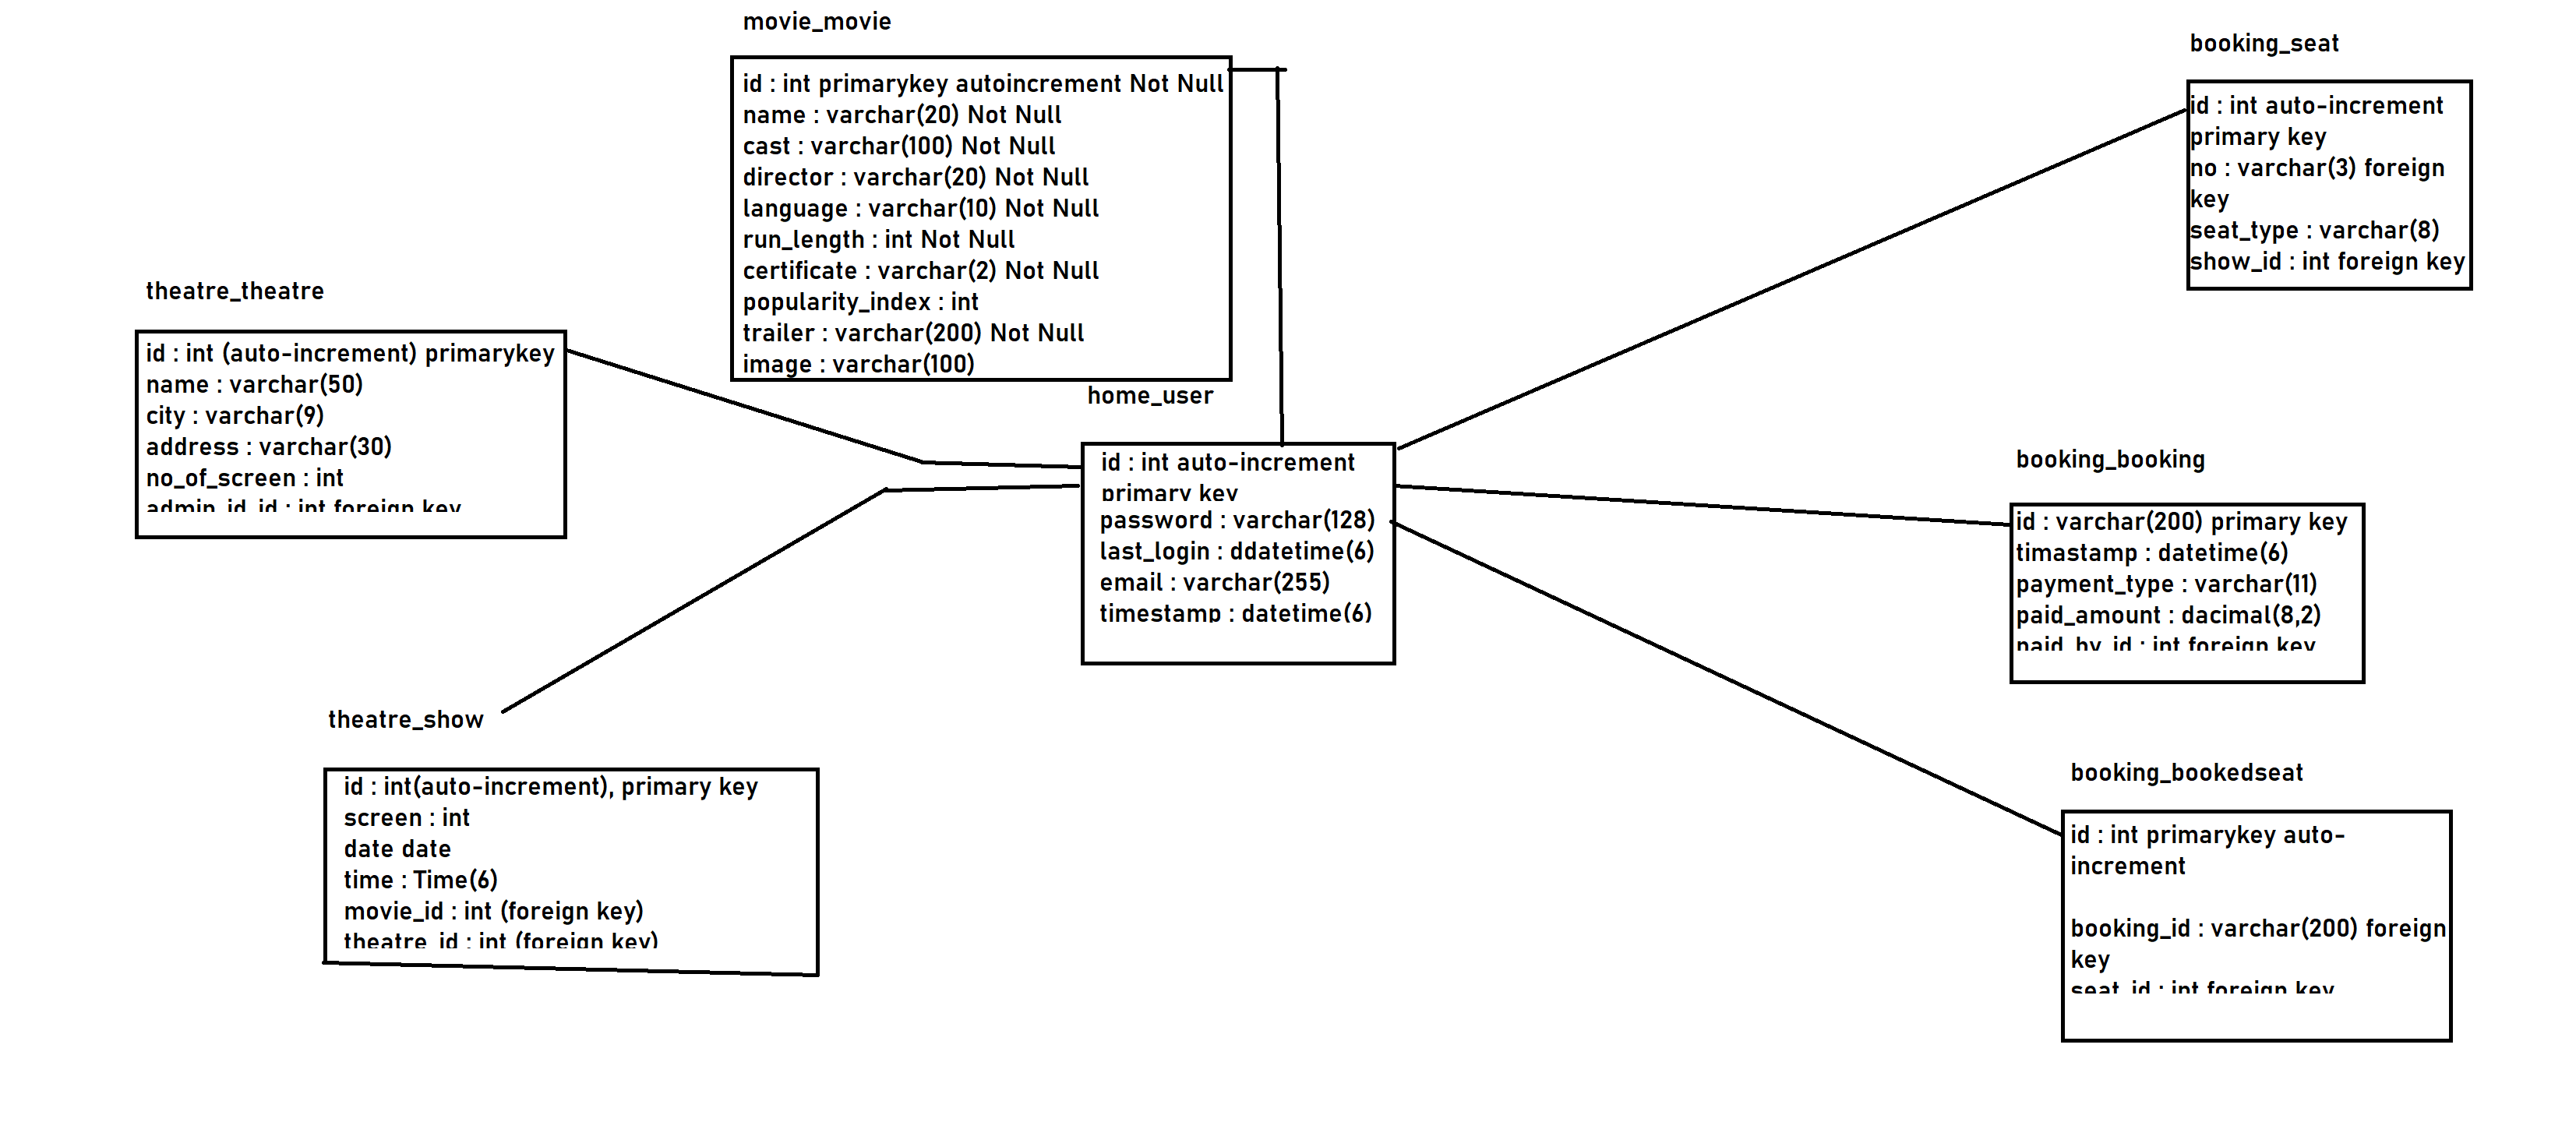 movie_movie
id : int primarykey autoincrement Not Null
name : varchar(20) Not Null
cast : varchar(100) Not Null
director : varchar(20) Not Null
language : varchar(10) Not Null
run_length : int Not Null
certificate : varchar(2) Not Null
popularity_index : int
trailer : varchar(200) Not Null
image : varchar(100)
booking_seat
id : int auto-increment
primary key
no : varchar(3) foreign
key
seat_type : varchar(8)
show_id : int foreign key
theatre_theatre
id : int (auto-increment) primarykey
name : varchar(50)
city : varchar(9)
address : varchar(30)
no_of_screen : int
admin_id_id : int foreign key
home_user
id : int auto-increment
primary key
password : varchar(128)
last_login : ddatetime(6)
email : varchar(255)
timestamp : datetime(6)
booking_booking
id : varchar(200) primary key
timastamp : datetime(6)
payment_type : varchar(11)
paid_amount : dacimal(8,2)
paid_by_id : int foreign key
theatre_show
id : int(auto-increment), primary key
screen : int
date date
time : Time(6)
movie_id : int (foreign key)
theatre_id : int (foreign key)
booking_bookedseat
id : int primarykey auto-
increment
booking_id : varchar(200) foreign
key
seat_id : int foreign key